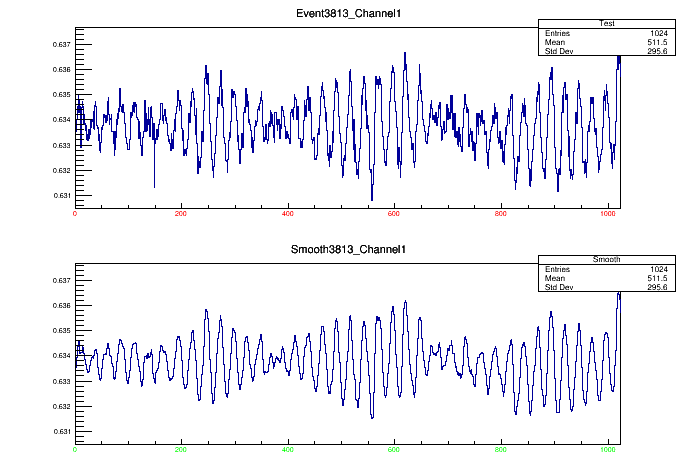 Event3813_Channel1
Test
Entries 1024
Mean 511.5
Std Dev 295.6
0.637
0.636
0.635
0.634
0.633
0.632
0.631
0 200 400 600 800 1000
Smooth3813_Channel1
Smooth
Entries 1024
Mean 511.5
Std Dev 295.6
0.637
0.636
0.635
0.634
0.633
0.632
0.631
0 200 400 600 800 1000